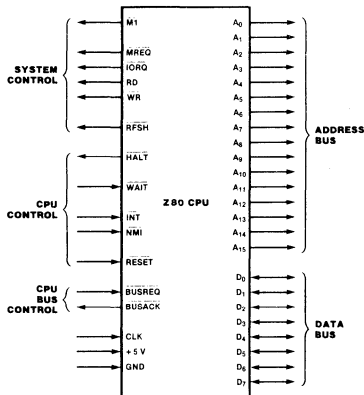 SYSTEM
CONTROL
CPU
CONTROL
CPU
BUS
CONTROL
M1
MREQ
IORQ
RD
WR
RFSH
HALT
WAIT
INT
NMI
RESET
BUSREQ
BUSACK
CLK
+5 V
GND
Z80 CPU
A0
A1
A2
A3
A4
A5
A6
A7
A8
A9
A10
A11
A12
A13
A14
A15
D0
D1
D2
D3
D4
D5
D6
D7
ADDRESS
BUS
DATA
BUS